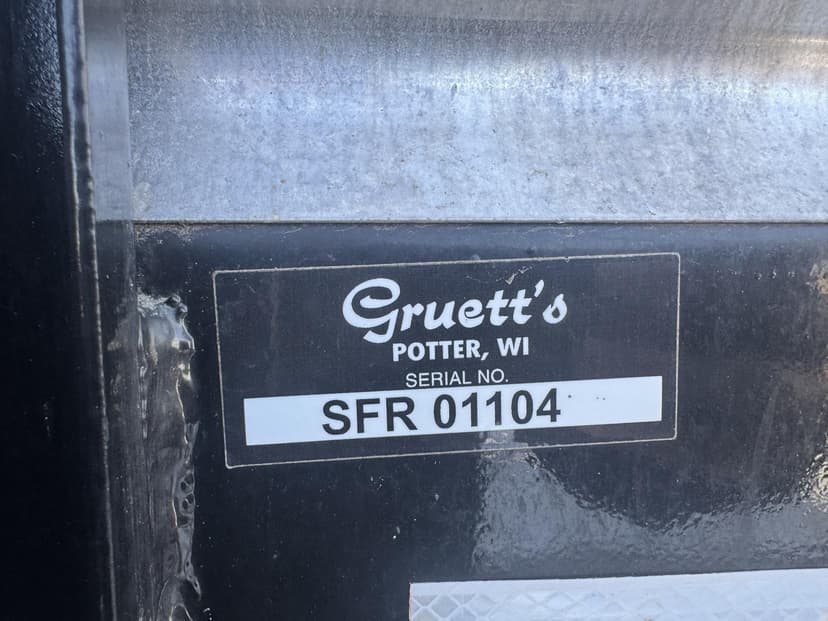 Gruett's
POTTER, WI
SERIAL NO.
SFR 01104